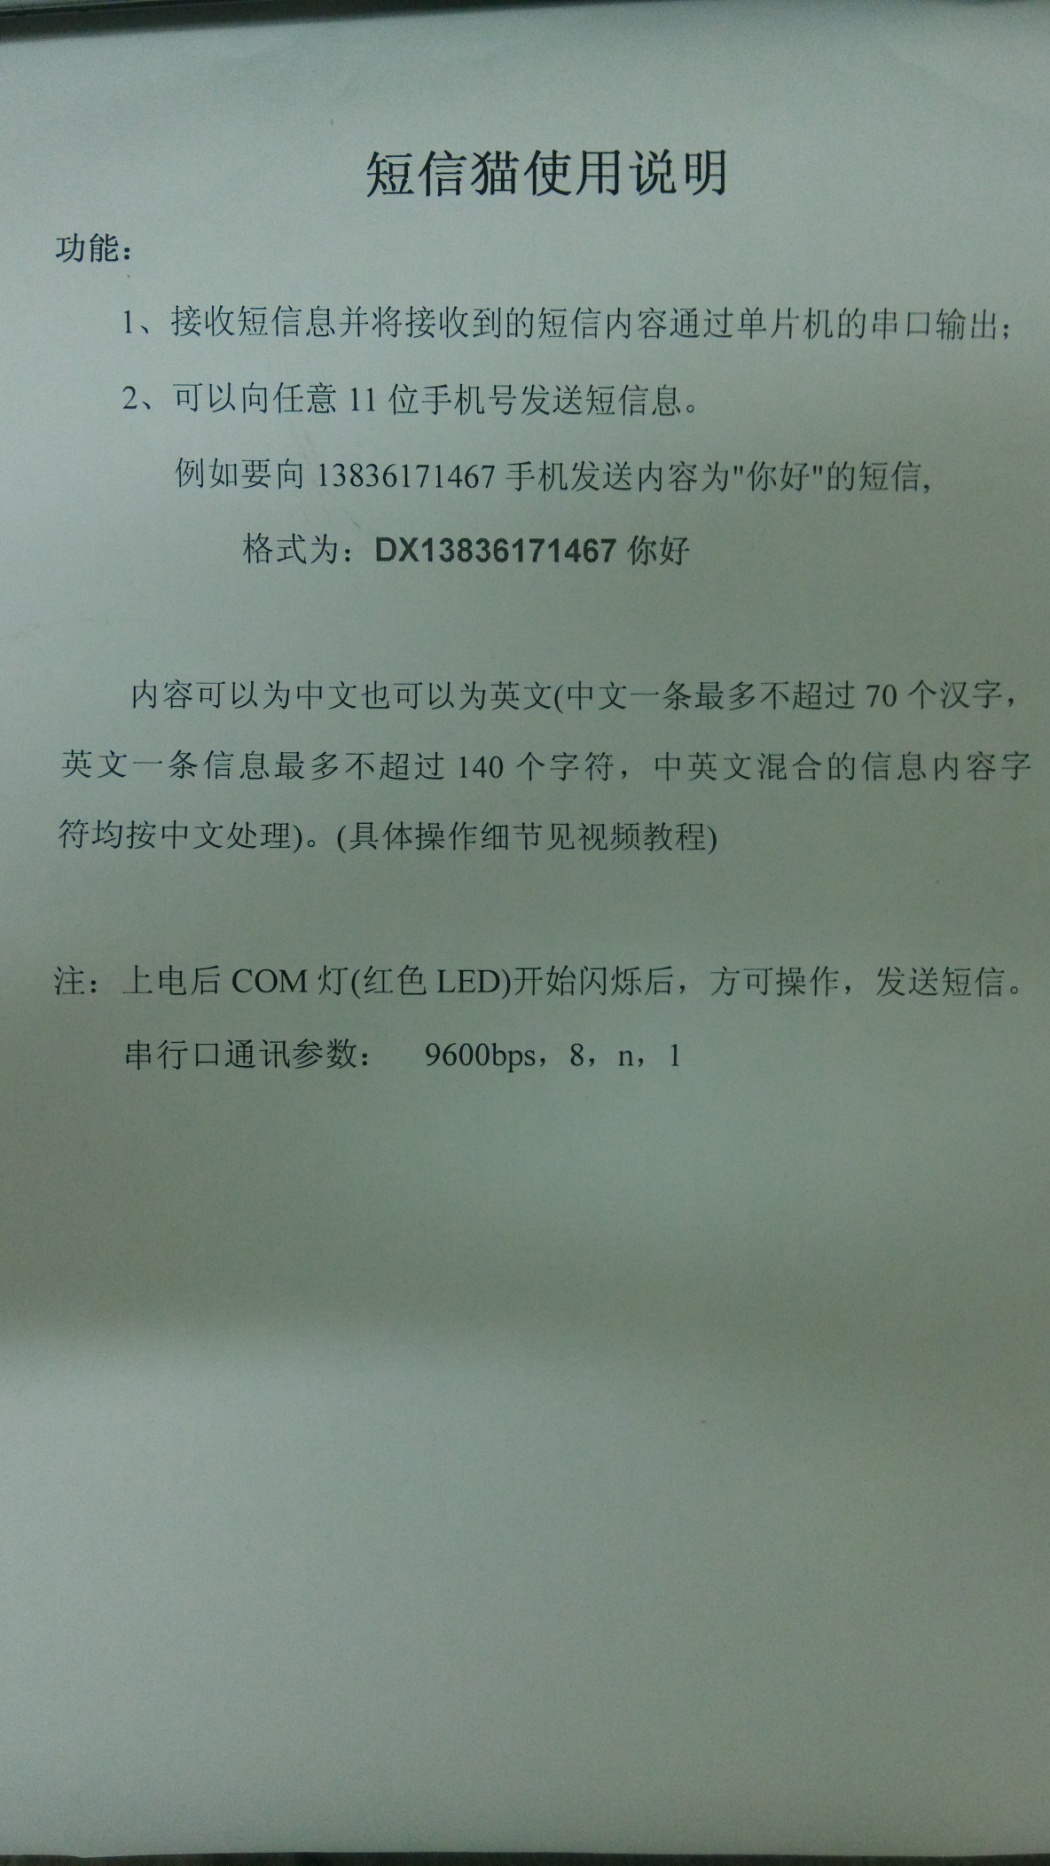 短信猫使用说明
功能：
1、接收短信息并将接收到的短信内容通过单片机的串口输出；
2、可以向任意 11 位手机号发送短信息。
例如要向 13836171467 手机发送内容为"你好"的短信,
格式为：DX13836171467 你好
内容可以为中文也可以为英文(中文一条最多不超过 70 个汉字，
英文一条信息最多不超过 140 个字符，中英文混合的信息内容字
符均按中文处理)。(具体操作细节见视频教程)
注：上电后 COM 灯(红色 LED)开始闪烁后，方可操作，发送短信。
串行口通讯参数： 9600bps，8，n，1